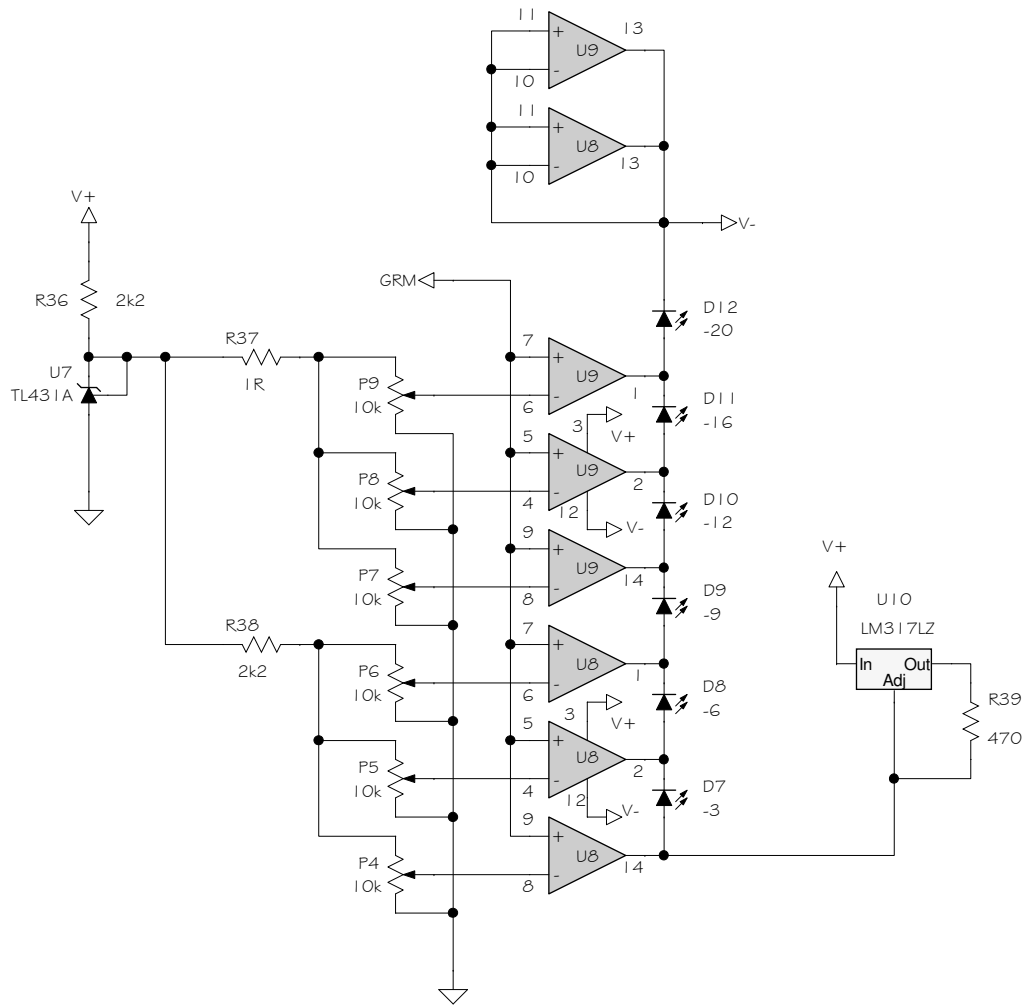 11
+
U9
13
-
10
11
+
U8
13
-
10
V-
V+
R36 2k2
GRM
D12
-20
R37
1R
U7
TL431A
P9
10k
7
+
U9
1
-
6
D11
-16
3
V+
5
+
P8
10k
U9
2
-
4
12
V-
D10
-12
9
+
P7
10k
U9
14
-
8
D9
-9
V+
U10
LM317LZ
In Out
Adj
R39
470
R38
2k2
7
+
P6
10k
U8
1
-
6
D8
-6
3
V+
5
+
P5
10k
U8
2
-
4
12
V-
D7
-3
9
+
P4
10k
U8
14
-
8